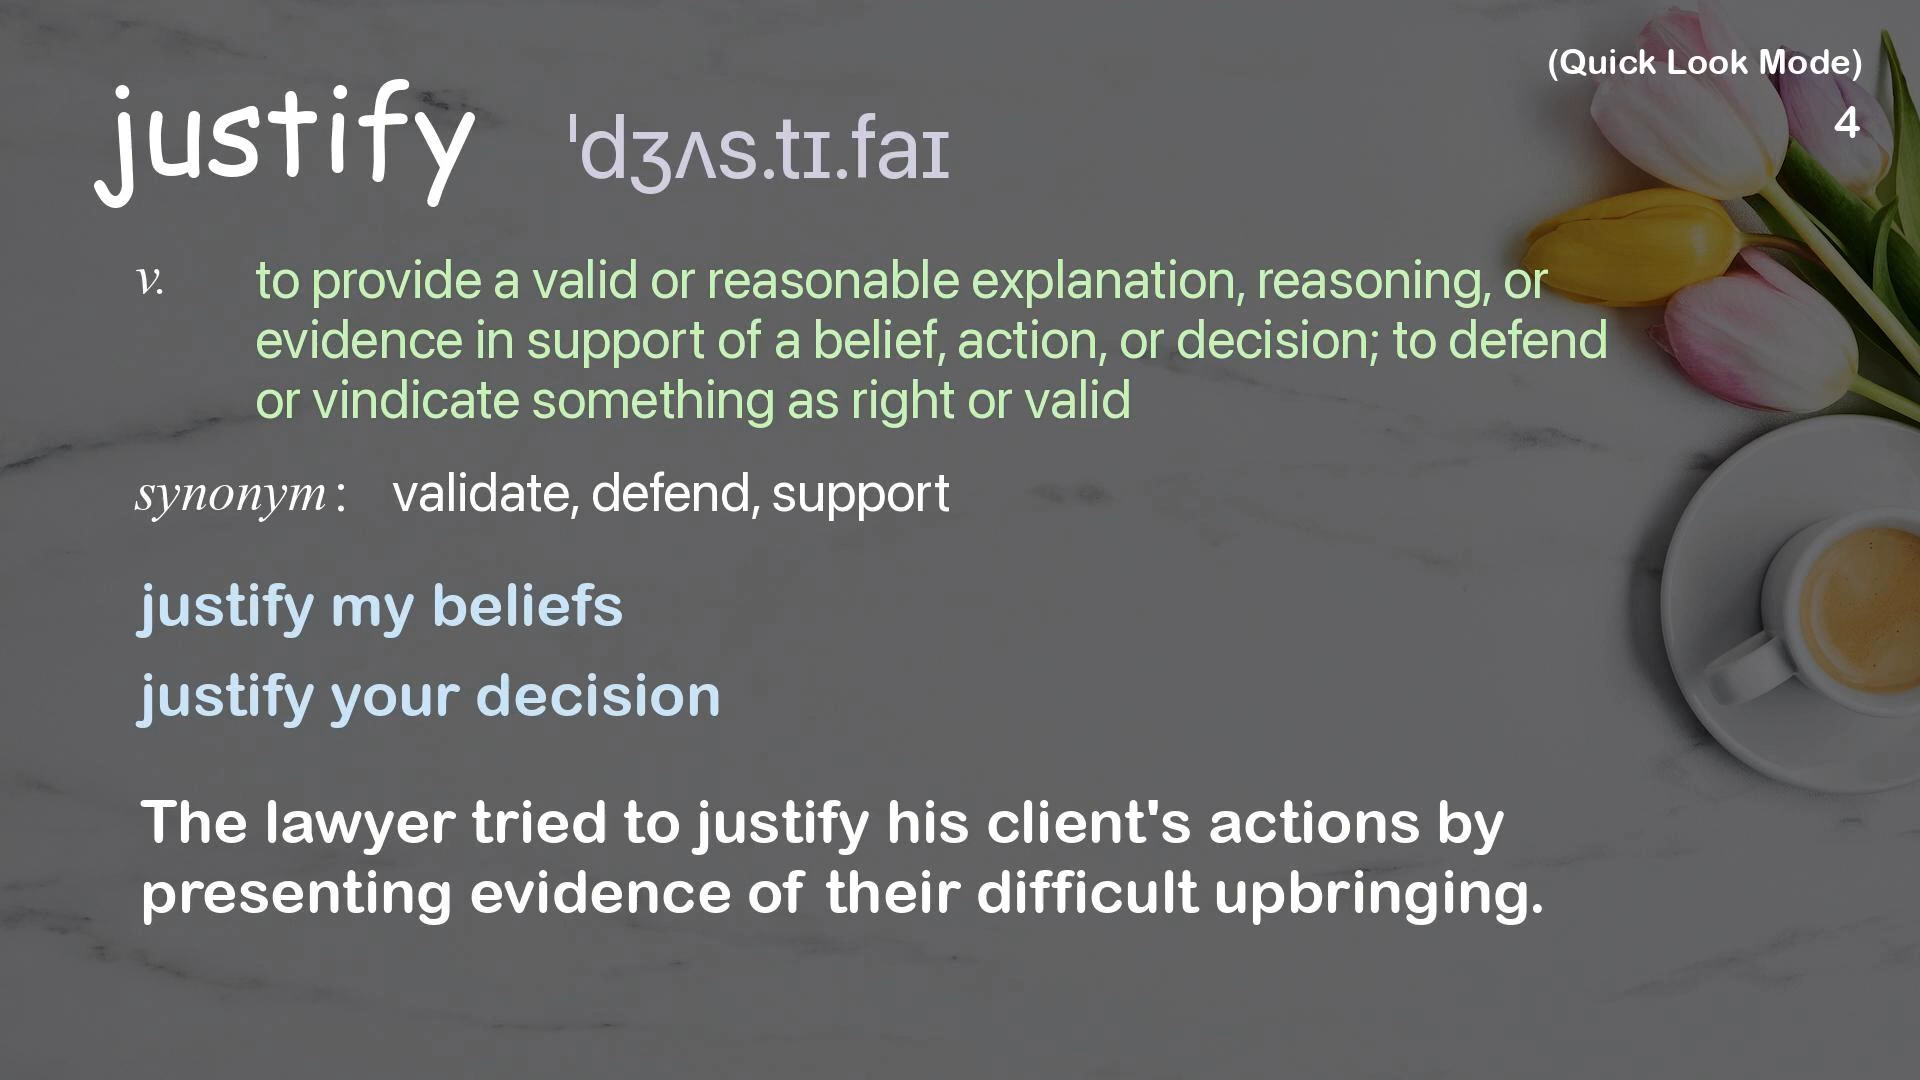 (Quick Look Mode)
4
justify ˈdʒʌs.tɪ.faɪ
v. to provide a valid or reasonable explanation, reasoning, or
evidence in support of a belief, action, or decision; to defend
or vindicate something as right or valid
synonym : validate, defend, support
justify my beliefs
justify your decision
The lawyer tried to justify his client's actions by
presenting evidence of their difficult upbringing.